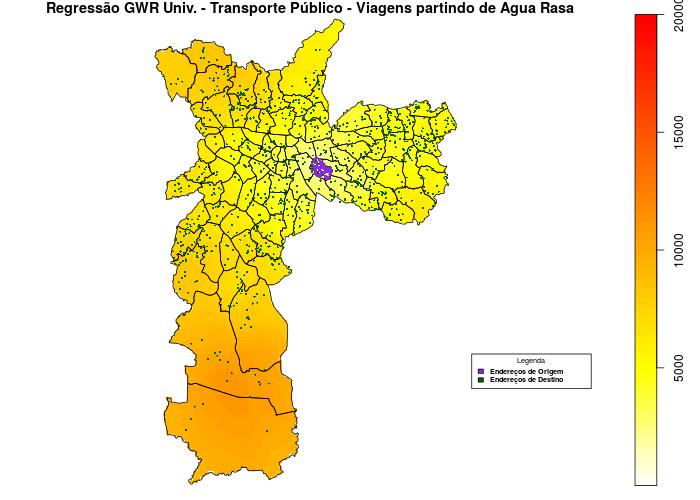 Regressão GWR Univ. - Transporte Público - Viagens partindo de Agua Rasa
20000
15000
10000
5000
Legenda
Endereços de Origem
Endereços de Destino